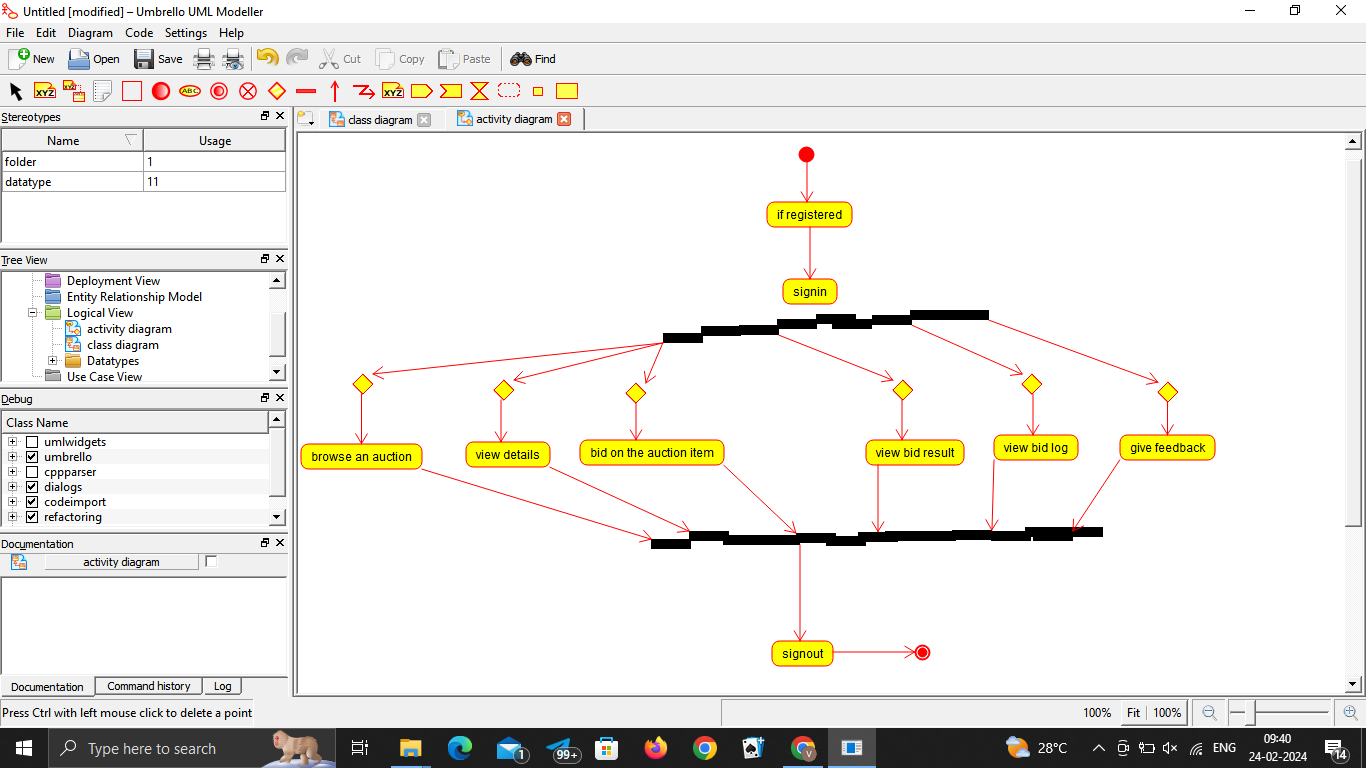 Untitled [modified] – Umbrello UML Modeller
File Edit Diagram Code Settings Help
New Open Save Cut Copy Paste Find
XYZ XYZ ABC XYZ
Stereotypes
Name Usage
folder 1
datatype 11
Tree View
Deployment View
Entity Relationship Model
Logical View
activity diagram
class diagram
Datatypes
Use Case View
Debug
Class Name
umlwidgets
umbrello
cppparser
dialogs
codeimport
refactoring
Documentation
activity diagram
Documentation Command history Log
class diagram activity diagram
if registered
signin
browse an auction
view details
bid on the auction item
view bid result
view bid log
give feedback
signout
Press Ctrl with left mouse click to delete a point
100% Fit 100%
Type here to search
1
99+
V
28°C
ENG
09:40
24-02-2024
14